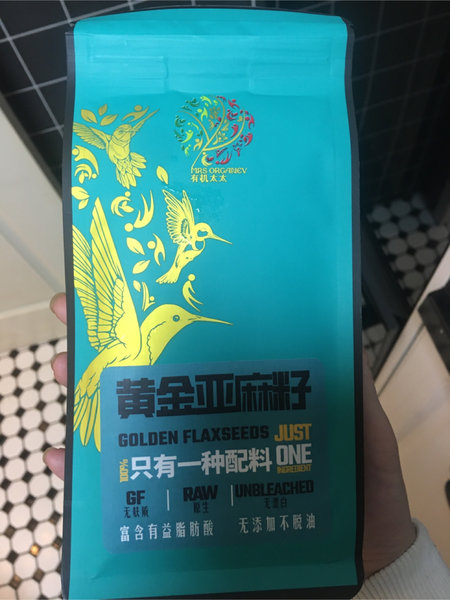 MRS ORGANEV
有机太太
黄金亚麻籽
GOLDEN FLAXSEEDS JUST
100% 只有一种配料 ONE
INGREDIENT
GF RAW UNBLEACHED
无麸质 原生 无漂白
富含有益脂肪酸 无添加不脱油